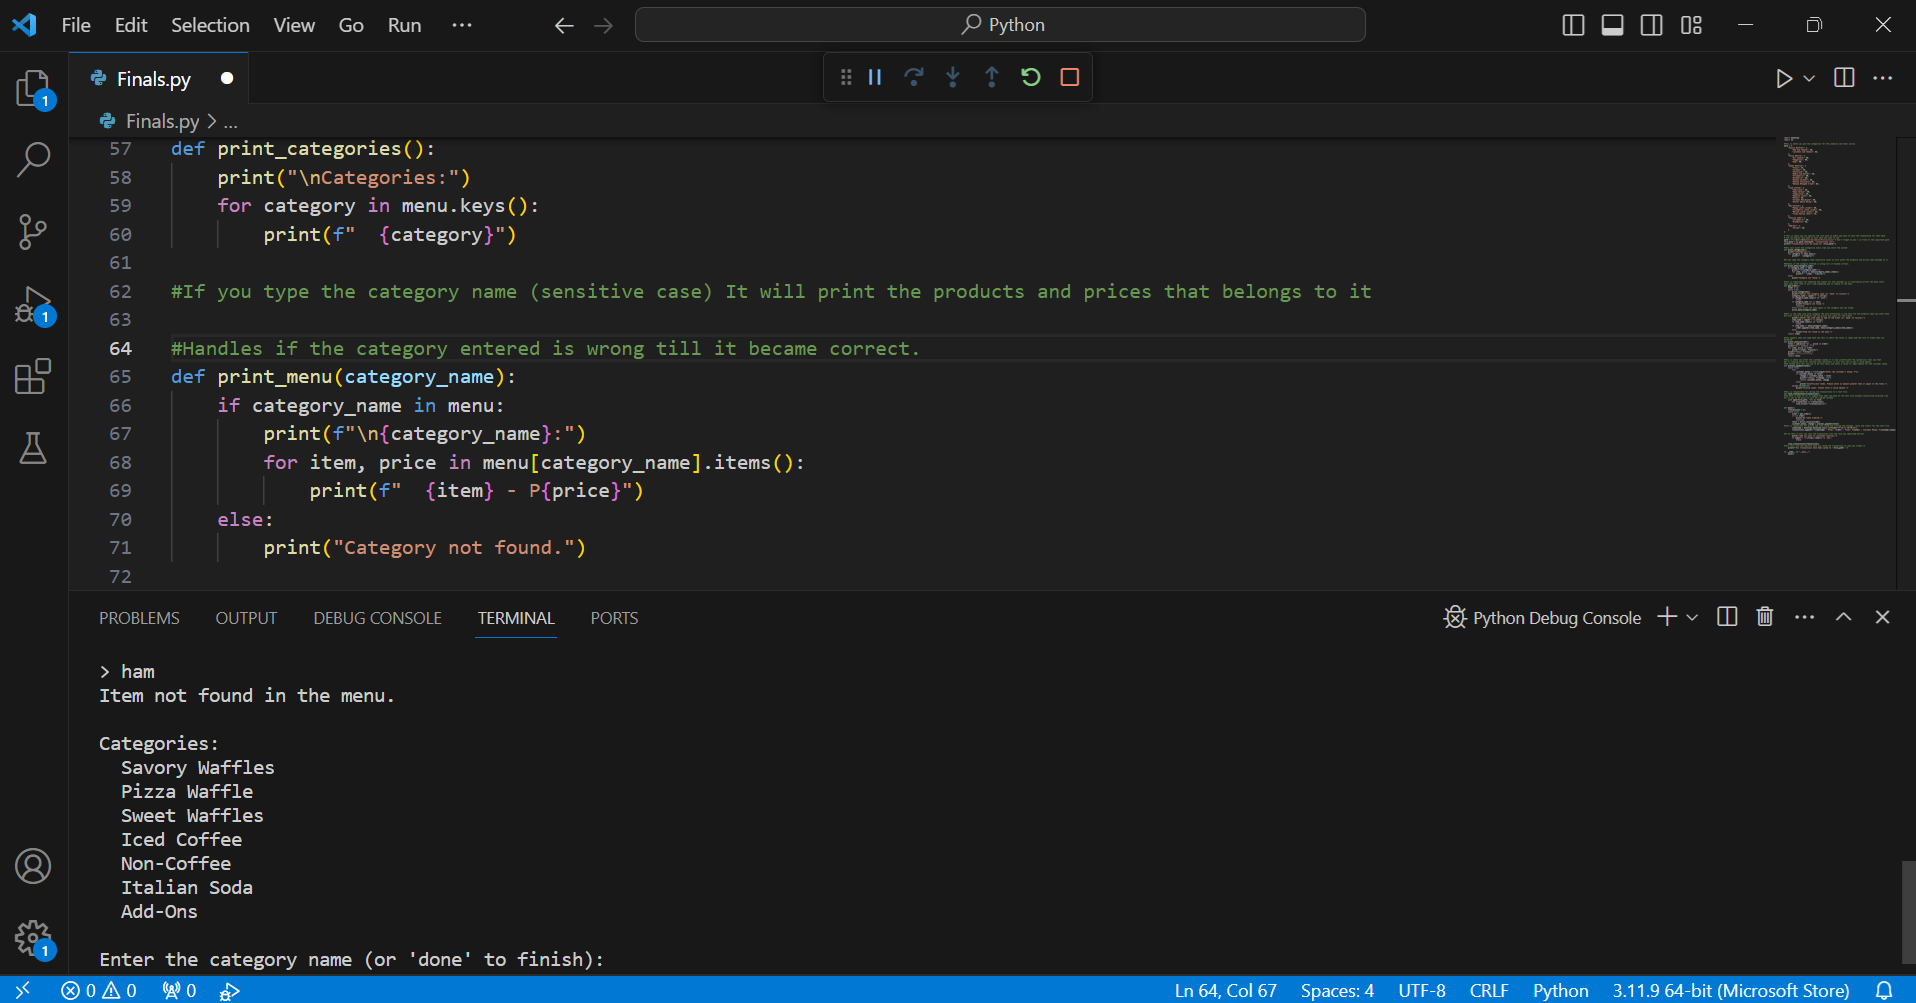 File Edit Selection View Go Run ··· Python
Finals.py
Finals.py > ...
57 def print_categories():
58 print("\nCategories:")
59 for category in menu.keys():
60 print(f"  {category}")
61
62 #If you type the category name (sensitive case) It will print the products and prices that belongs to it
63
64 #Handles if the category entered is wrong till it became correct.
65 def print_menu(category_name):
66 if category_name in menu:
67 print(f"\n{category_name}:")
68 for item, price in menu[category_name].items():
69 print(f"  {item} - P{price}")
70 else:
71 print("Category not found.")
72
1
1
1
PROBLEMS OUTPUT DEBUG CONSOLE TERMINAL PORTS Python Debug Console
> ham
Item not found in the menu.
Categories:
Savory Waffles
Pizza Waffle
Sweet Waffles
Iced Coffee
Non-Coffee
Italian Soda
Add-Ons
Enter the category name (or 'done' to finish):
0 0 0 Ln 64, Col 67 Spaces: 4 UTF-8 CRLF Python 3.11.9 64-bit (Microsoft Store)